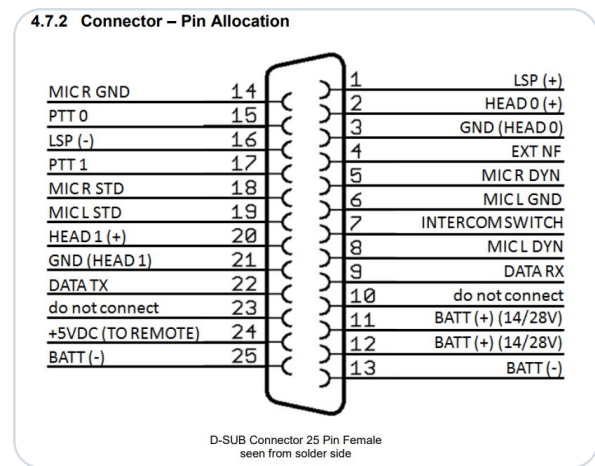 4.7.2 Connector – Pin Allocation
MIC R GND 14
PTT 0 15
LSP (-) 16
PTT 1 17
MIC R STD 18
MIC L STD 19
HEAD 1 (+) 20
GND (HEAD 1) 21
DATA TX 22
do not connect 23
+5VDC (TO REMOTE) 24
BATT (-) 25
1 LSP (+)
2 HEAD 0 (+)
3 GND (HEAD 0)
4 EXT NF
5 MIC R DYN
6 MIC L GND
7 INTERCOM SWITCH
8 MIC L DYN
9 DATA RX
10 do not connect
11 BATT (+) (14/28V)
12 BATT (+) (14/28V)
13 BATT (-)
D-SUB Connector 25 Pin Female
seen from solder side